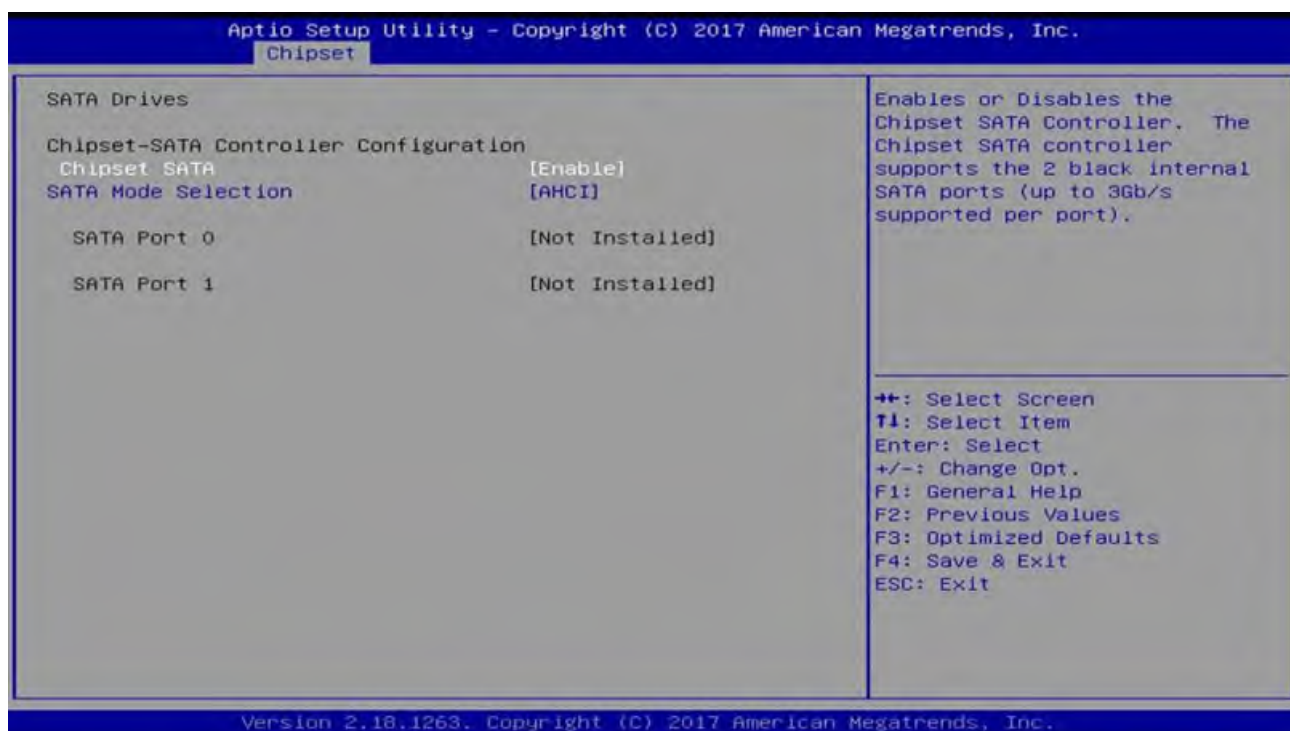 Aptio Setup Utility – Copyright (C) 2017 American Megatrends, Inc.
Chipset
SATA Drives
Chipset-SATA Controller Configuration
Chipset SATA [Enable]
SATA Mode Selection [AHCI]
SATA Port 0 [Not Installed]
SATA Port 1 [Not Installed]
Enables or Disables the
Chipset SATA Controller. The
Chipset SATA controller
supports the 2 black internal
SATA ports (up to 3Gb/s
supported per port).
→←: Select Screen
↑↓: Select Item
Enter: Select
+/-: Change Opt.
F1: General Help
F2: Previous Values
F3: Optimized Defaults
F4: Save & Exit
ESC: Exit
Version 2.18.1263. Copyright (C) 2017 American Megatrends, Inc.